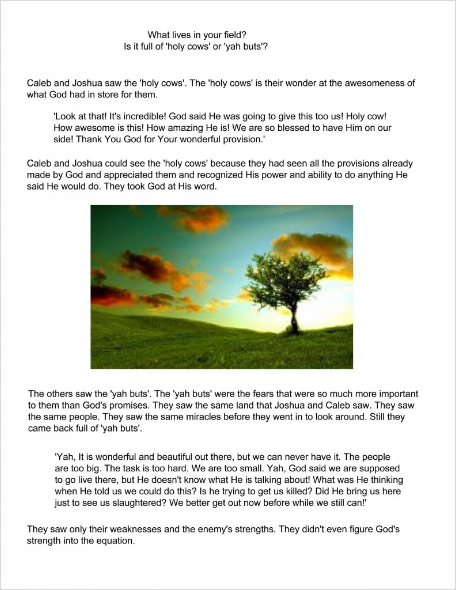 What lives in your field?
Is it full of 'holy cows' or 'yah buts'?
Caleb and Joshua saw the 'holy cows'. The 'holy cows' is their wonder at the awesomeness of
what God had in store for them.
'Look at that! It's incredible! God said He was going to give this too us! Holy cow!
How awesome is this! How amazing He is! We are so blessed to have Him on our
side! Thank You God for Your wonderful provision.'
Caleb and Joshua could see the 'holy cows' because they had seen all the provisions already
made by God and appreciated them and recognized His power and ability to do anything He
said He would do. They took God at His word.
The others saw the 'yah buts'. The 'yah buts' were the fears that were so much more important
to them than God's promises. They saw the same land that Joshua and Caleb saw. They saw
the same people. They saw the same miracles before they went in to look around. Still they
came back full of 'yah buts'.
'Yah, It is wonderful and beautiful out there, but we can never have it. The people
are too big. The task is too hard. We are too small. Yah, God said we are supposed
to go live there, but He doesn't know what He is talking about! What was He thinking
when He told us we could do this? Is he trying to get us killed? Did He bring us here
just to see us slaughtered? We better get out now before while we still can!'
They saw only their weaknesses and the enemy's strengths. They didn't even figure God's
strength into the equation.